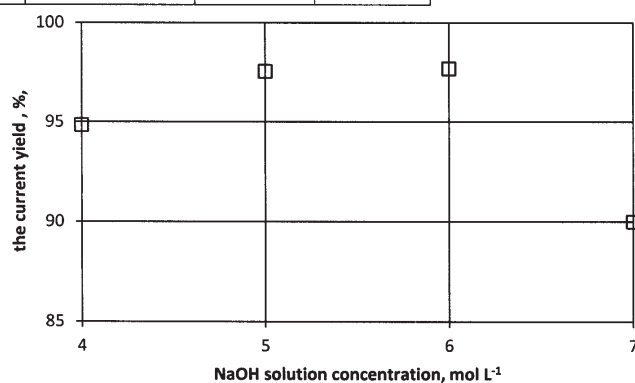 100
95
90
85
4 5 6 7
the current yield , %,
NaOH solution concentration, mol L-1